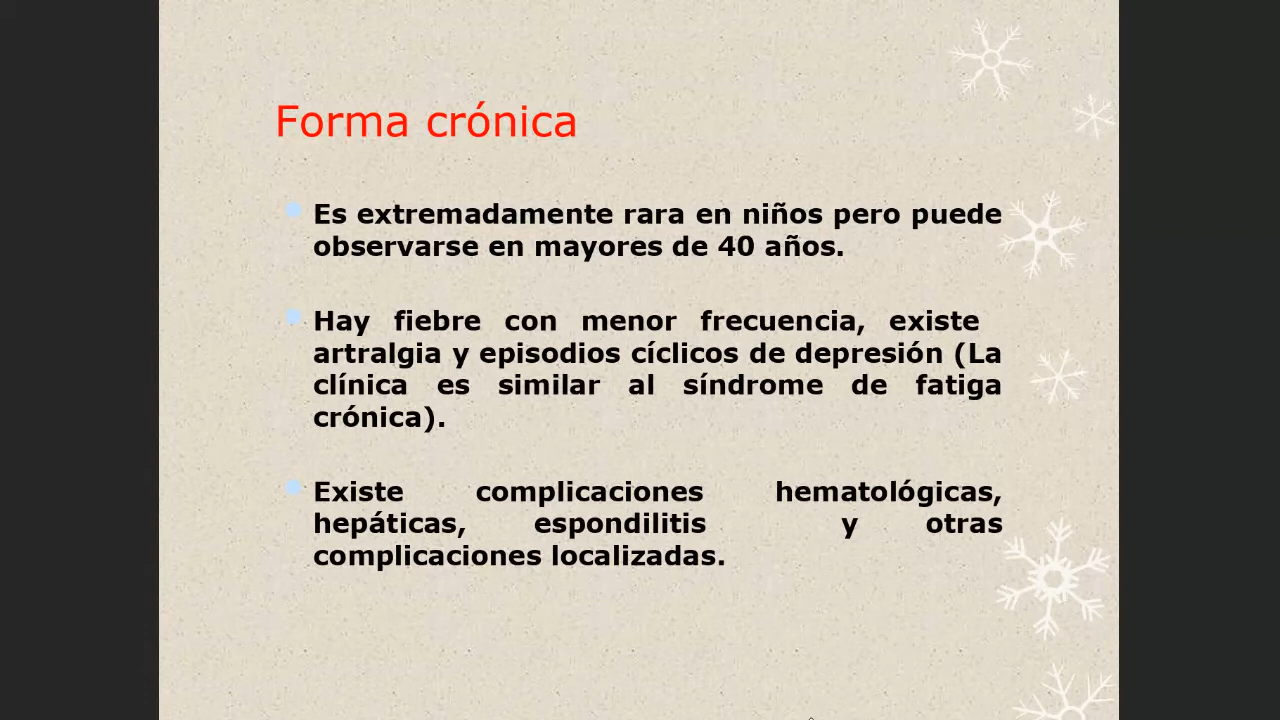 Forma crónica
Es extremadamente rara en niños pero puede
observarse en mayores de 40 años.
Hay fiebre con menor frecuencia, existe
artralgia y episodios cíclicos de depresión (La
clínica es similar al síndrome de fatiga
crónica).
Existe complicaciones hematológicas,
hepáticas, espondilitis y otras
complicaciones localizadas.